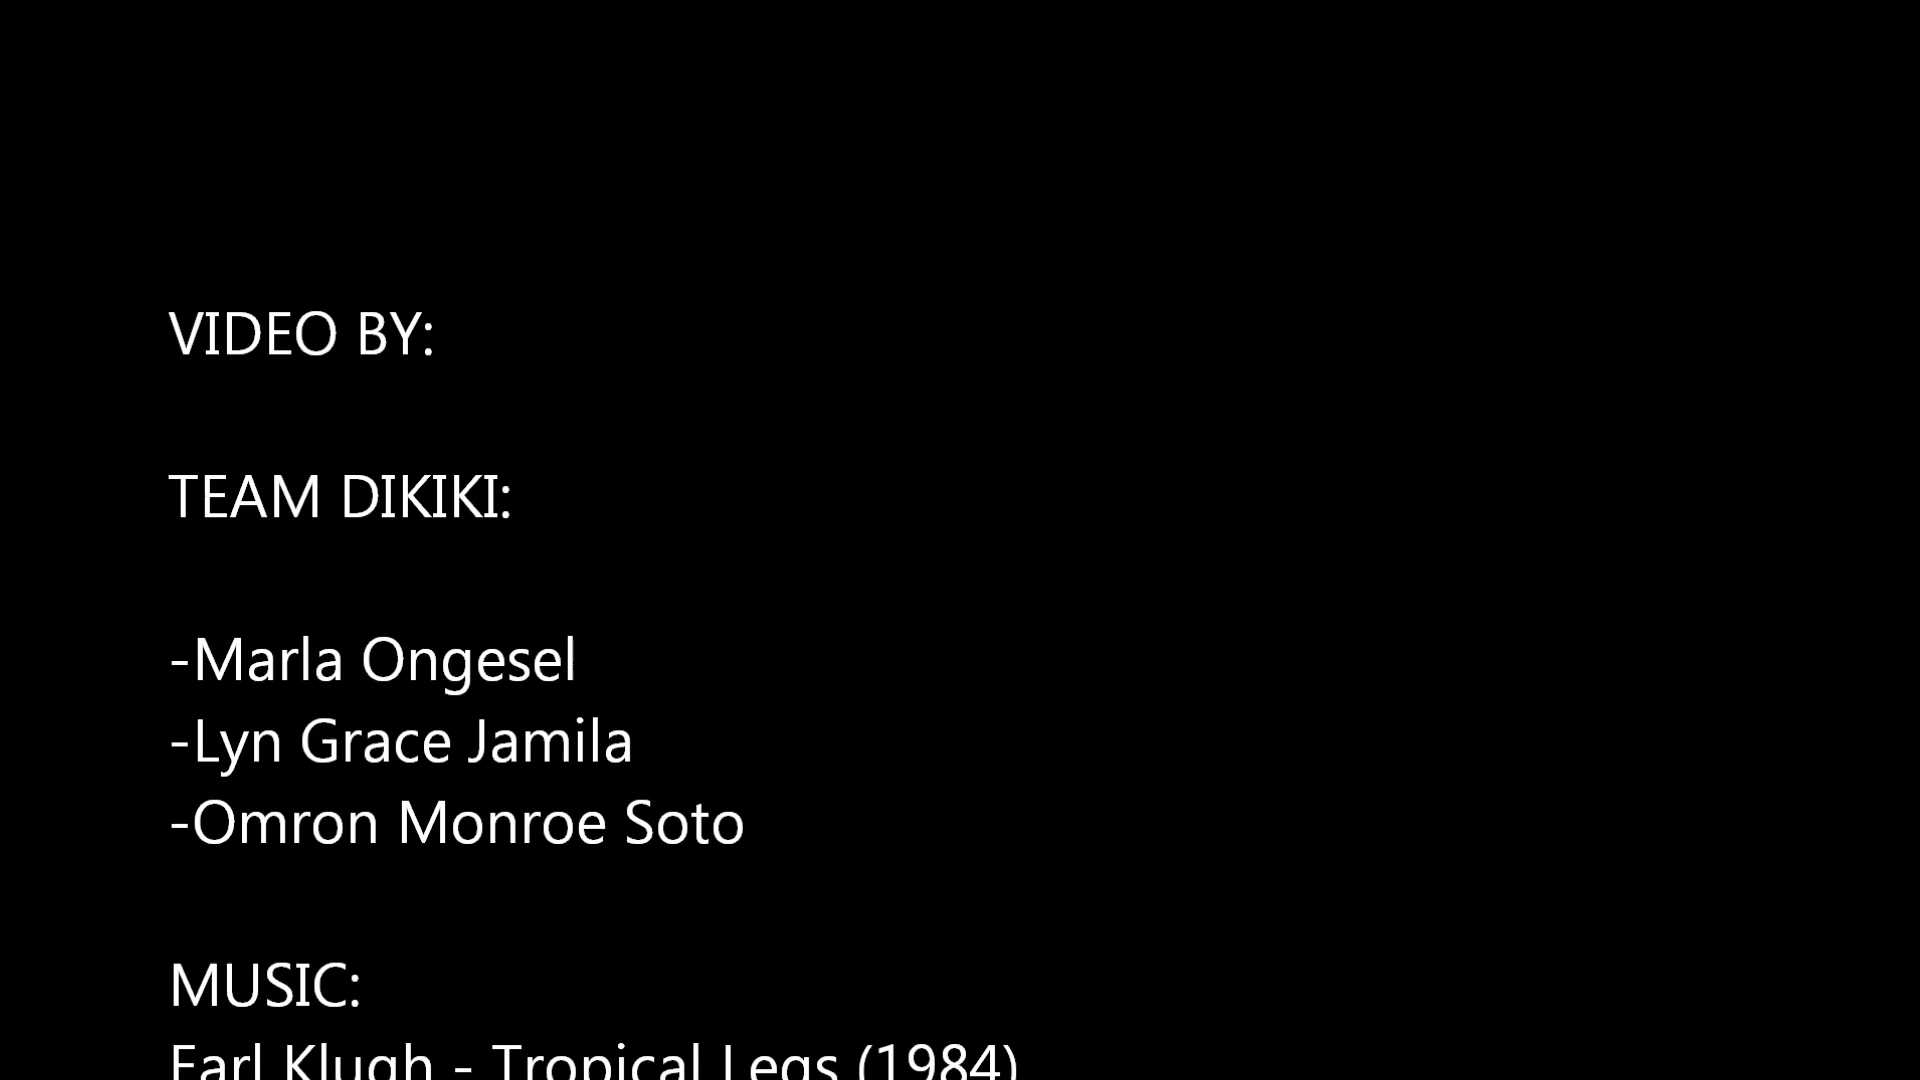 VIDEO BY:
TEAM DIKIKI:
-Marla Ongesel
-Lyn Grace Jamila
-Omron Monroe Soto
MUSIC:
Earl Klugh - Tropical Legs (1984)